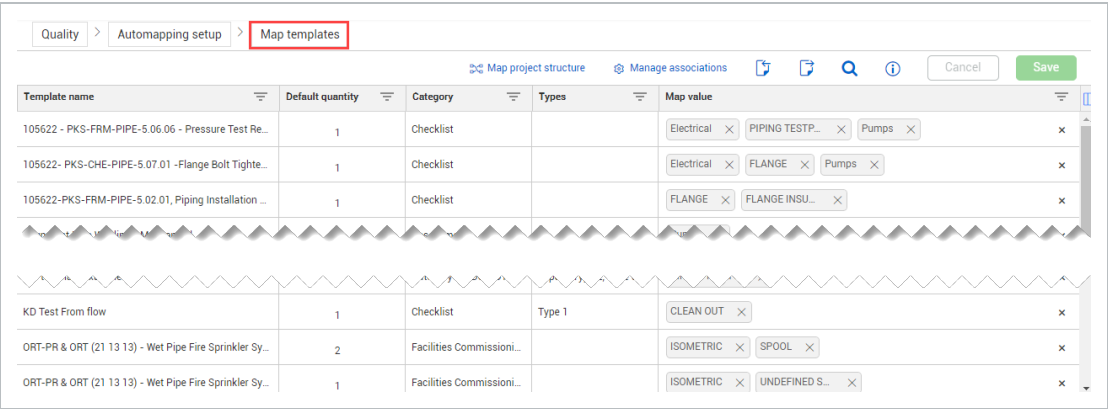 Quality > Automapping setup > Map templates
Map project structure Manage associations Cancel Save
Template name Default quantity Category Types Map value
105622 - PKS-FRM-PIPE-5.06.06 - Pressure Test Re... 1 Checklist Electrical PIPING TESTP... Pumps
105622- PKS-CHE-PIPE-5.07.01 -Flange Bolt Tighte... 1 Checklist Electrical FLANGE Pumps
105622-PKS-FRM-PIPE-5.02.01, Piping Installation ... 1 Checklist FLANGE FLANGE INSU...
KD Test From flow 1 Checklist Type 1 CLEAN OUT
ORT-PR & ORT (21 13 13) - Wet Pipe Fire Sprinkler Sy... 2 Facilities Commissioni... ISOMETRIC SPOOL
ORT-PR & ORT (21 13 13) - Wet Pipe Fire Sprinkler Sy... 1 Facilities Commissioni... ISOMETRIC UNDEFINED S...